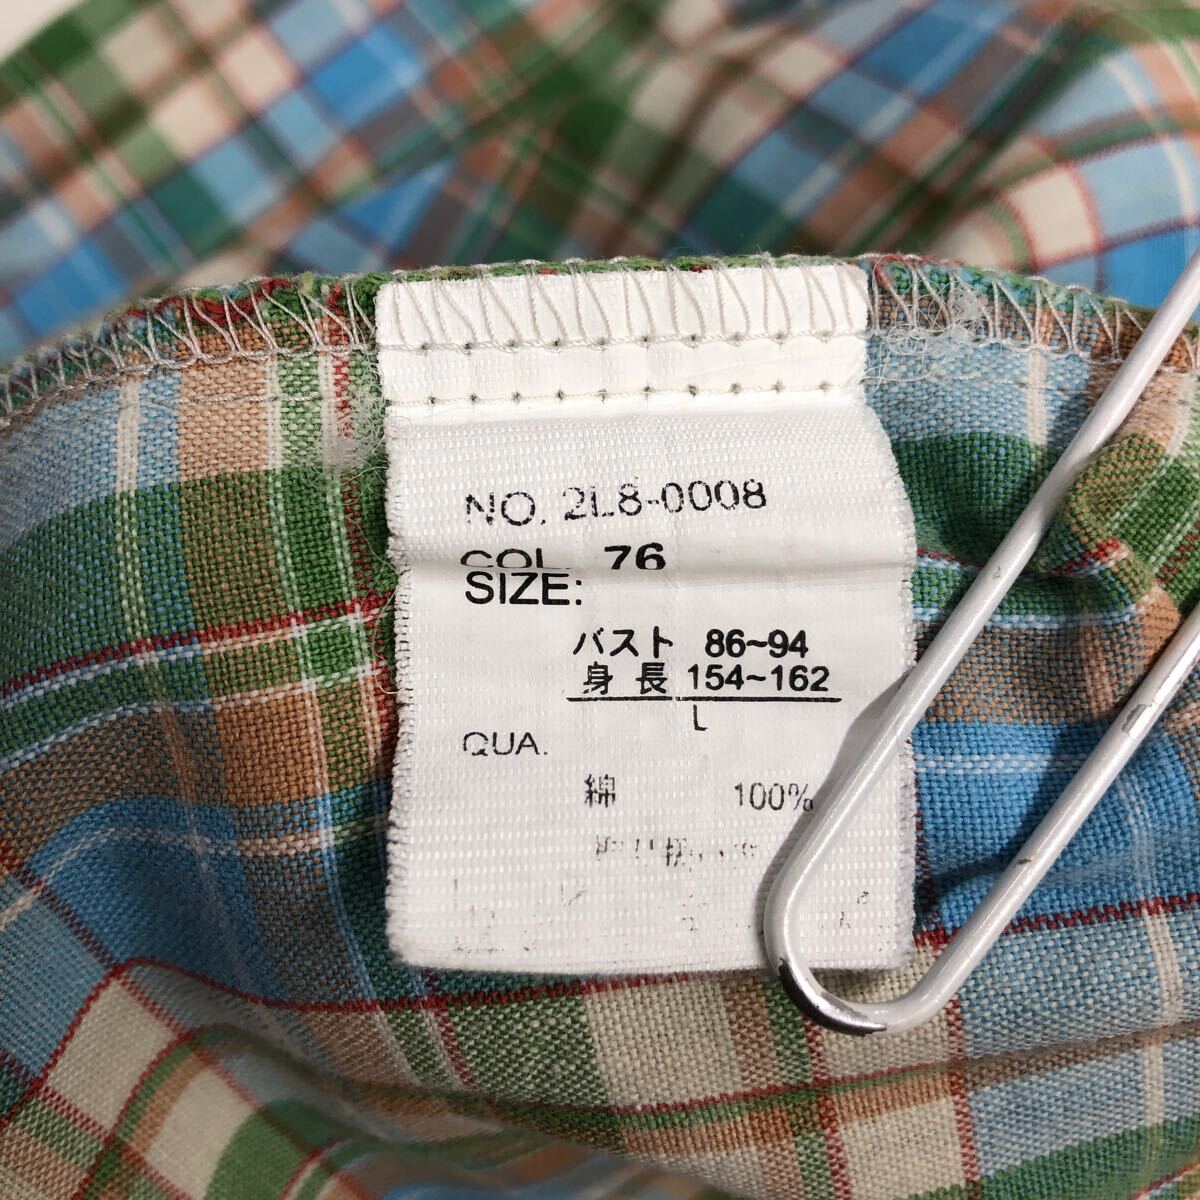 NO. 2L8-0008
COL. 76
SIZE:
バスト 86~94
身長 154~162
L
QUA.
綿 100%